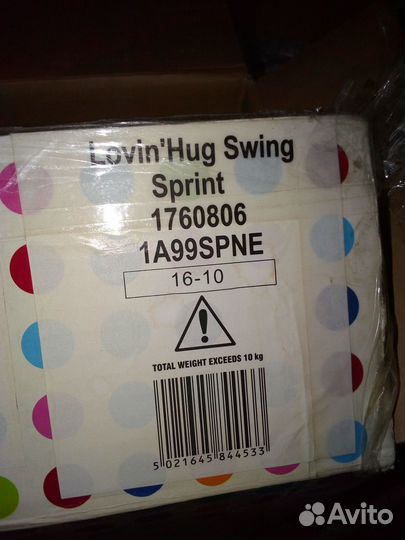 Lovin'Hug Swing
Sprint
1760806
1A99SPNE
16-10
TOTAL WEIGHT EXCEEDS 10 kg
5 021645 844533
Avito